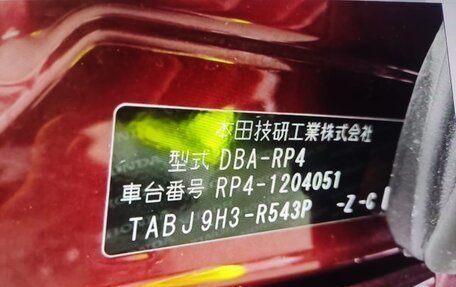 本田技研工業株式会社
型式 DBA-RP4
車台番号 RP4-1204051
TABJ9H3-R543P -Z -C